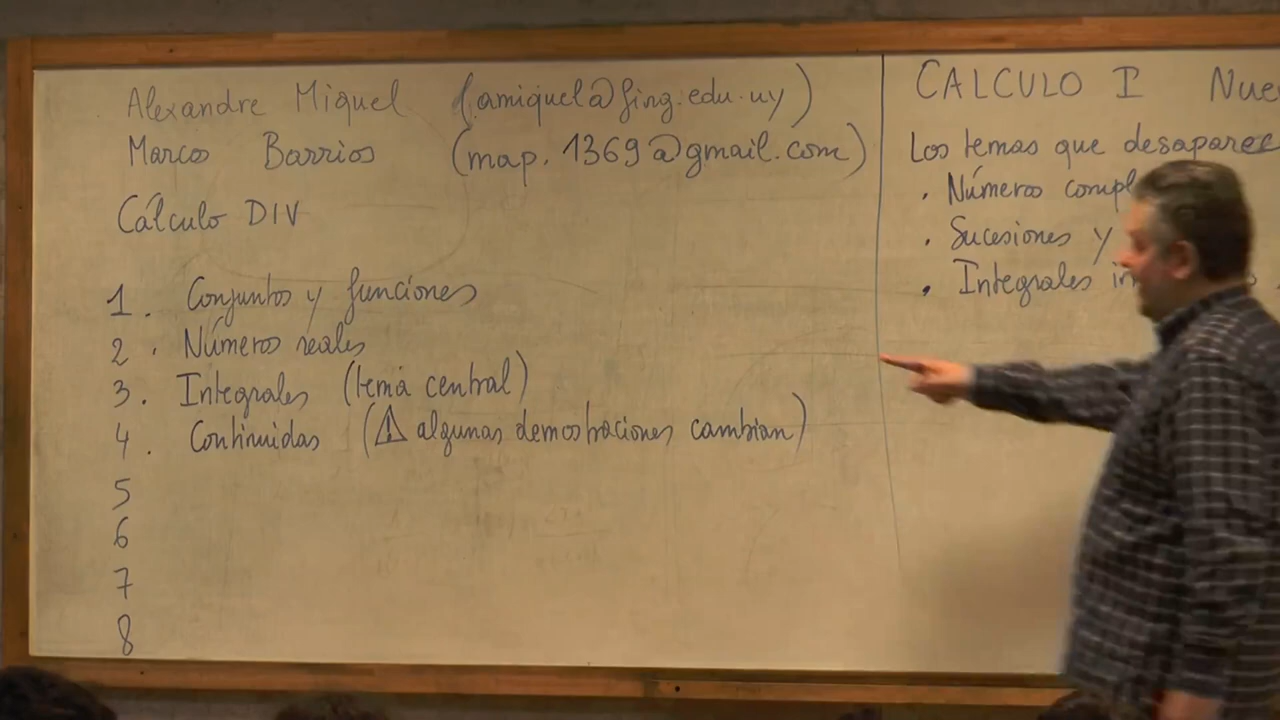 Alexandre Miquel (amiquel@fing.edu.uy)
Marcos Barrios (map.1369@gmail.com)
Cálculo DIV
1. Conjuntos y funciones
2. Números reales
3. Integrales (tema central)
4. Continuidas (⚠ algunas demostraciones cambian)
5
6
7
8
CALCULO I
Los temas que
. Números
. Sucesiones y
. Integrales